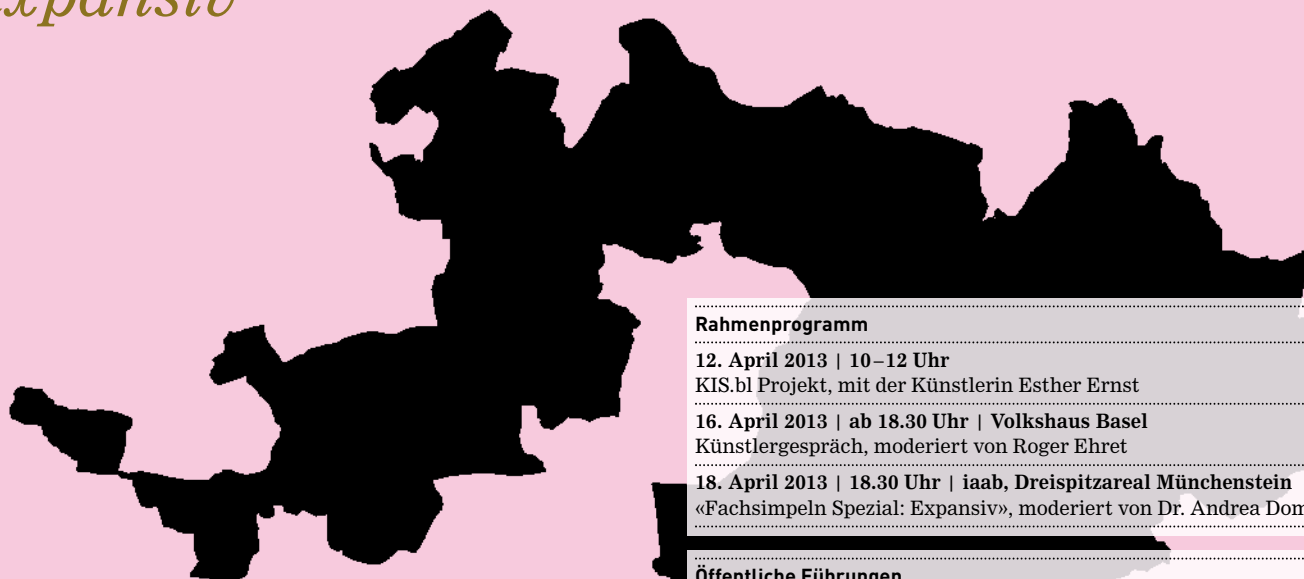 expansiv
Rahmenprogramm
12. April 2013 | 10–12 Uhr
KIS.bl Projekt, mit der Künstlerin Esther Ernst
16. April 2013 | ab 18.30 Uhr | Volkshaus Basel
Künstlergespräch, moderiert von Roger Ehret
18. April 2013 | 18.30 Uhr | iaab, Dreispitzareal Münchenstein
«Fachsimpeln Spezial: Expansiv», moderiert von Dr. Andrea Dom
Öffentliche Führungen